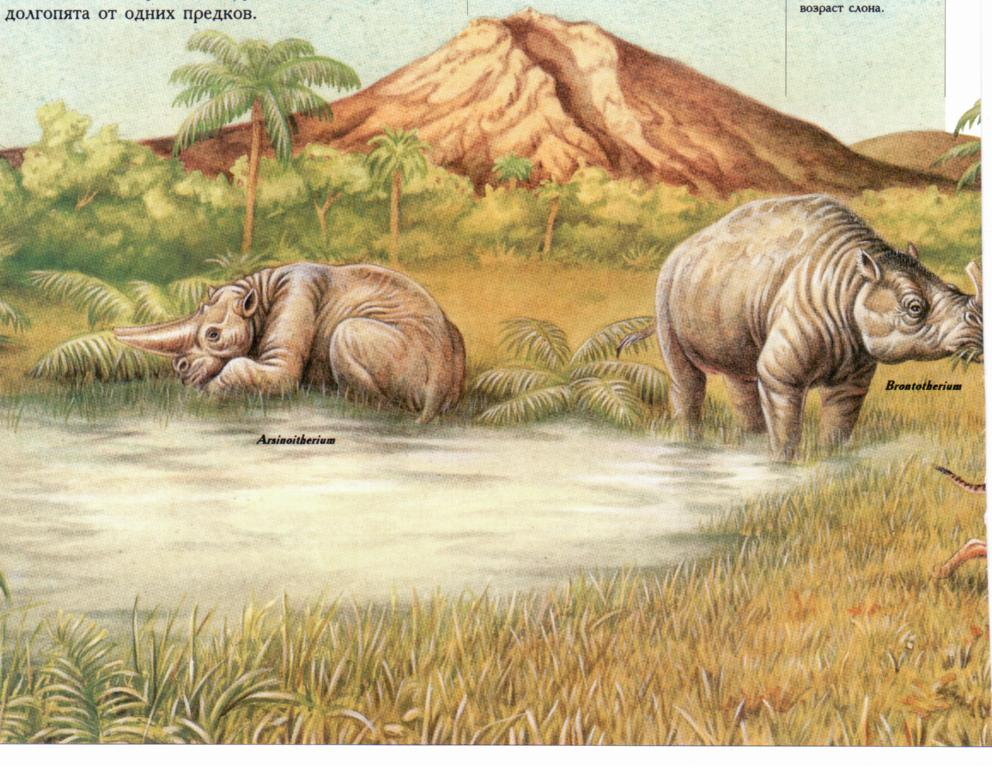 долгопята от одних предков.
возраст слона.
Arsinoitherium
Brontotherium